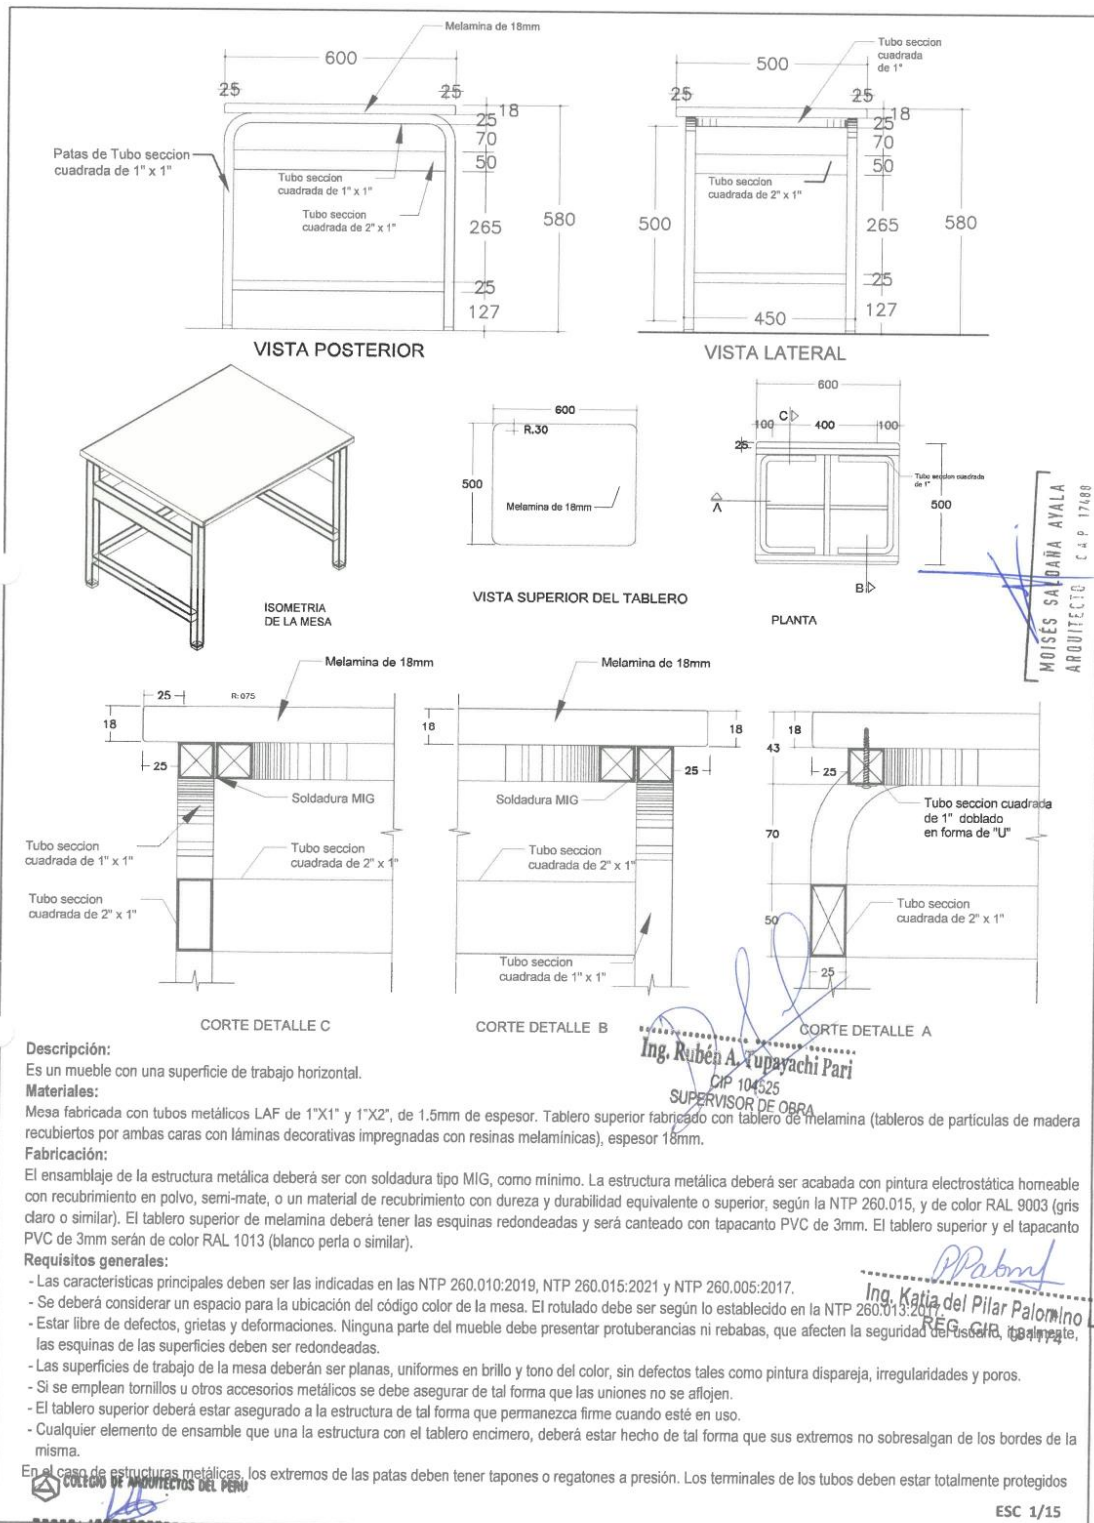 Melamina de 18mm
600
25
25
18
25
70
50
265
580
25
127
Patas de Tubo seccion
cuadrada de 1" x 1"
Tubo seccion
cuadrada de 1" x 1"
Tubo seccion
cuadrada de 2" x 1"
VISTA POSTERIOR
Tubo seccion
cuadrada
de 1"
500
25
25
18
25
70
50
500
265
580
25
127
450
Tubo seccion
cuadrada de 2" x 1"
VISTA LATERAL
ISOMETRIA
DE LA MESA
600
R.30
500
Melamina de 18mm
VISTA SUPERIOR DEL TABLERO
600
C
100
400
100
25
Tubo seccion cuadrada
de 1"
500
A
B
PLANTA
MOISÉS SALDAÑA AYALA
ARQUITECTO C A P 17488
Melamina de 18mm
25
R: 075
18
25
Soldadura MIG
Tubo seccion
cuadrada de 1" x 1"
Tubo seccion
cuadrada de 2" x 1"
Tubo seccion
cuadrada de 2" x 1"
CORTE DETALLE C
Melamina de 18mm
18
18
25
Soldadura MIG
Tubo seccion
cuadrada de 2" x 1"
Tubo seccion
cuadrada de 1" x 1"
CORTE DETALLE B
18
43
25
Tubo seccion cuadrada
de 1" doblado
en forma de "U"
70
50
Tubo seccion
cuadrada de 2" x 1"
25
CORTE DETALLE A
Ing. Rubén A. Tupayachi Pari
CIP 104525
SUPERVISOR DE OBRA
Descripción:
Es un mueble con una superficie de trabajo horizontal.
Materiales:
Mesa fabricada con tubos metálicos LAF de 1"X1" y 1"X2", de 1.5mm de espesor. Tablero superior fabricado con tablero de melamina (tableros de partículas de madera
recubiertos por ambas caras con láminas decorativas impregnadas con resinas melamínicas), espesor 18mm.
Fabricación:
El ensamblaje de la estructura metálica deberá ser con soldadura tipo MIG, como mínimo. La estructura metálica deberá ser acabada con pintura electrostática horneable
con recubrimiento en polvo, semi-mate, o un material de recubrimiento con dureza y durabilidad equivalente o superior, según la NTP 260.015, y de color RAL 9003 (gris
claro o similar). El tablero superior de melamina deberá tener las esquinas redondeadas y será canteado con tapacanto PVC de 3mm. El tablero superior y el tapacanto
PVC de 3mm serán de color RAL 1013 (blanco perla o similar).
Requisitos generales:
- Las características principales deben ser las indicadas en las NTP 260.010:2019, NTP 260.015:2021 y NTP 260.005:2017.
- Se deberá considerar un espacio para la ubicación del código color de la mesa. El rotulado debe ser según lo establecido en la NTP 260.013:2017.
- Estar libre de defectos, grietas y deformaciones. Ninguna parte del mueble debe presentar protuberancias ni rebabas, que afecten la seguridad del usuario, igualmente,
las esquinas de las superficies deben ser redondeadas.
Ing. Katia del Pilar Palomino L
REG. CIP
- Las superficies de trabajo de la mesa deberán ser planas, uniformes en brillo y tono del color, sin defectos tales como pintura dispareja, irregularidades y poros.
- Si se emplean tornillos u otros accesorios metálicos se debe asegurar de tal forma que las uniones no se aflojen.
- El tablero superior deberá estar asegurado a la estructura de tal forma que permanezca firme cuando esté en uso.
- Cualquier elemento de ensamble que una la estructura con el tablero encimero, deberá estar hecho de tal forma que sus extremos no sobresalgan de los bordes de la
misma.
En el caso de estructuras metálicas, los extremos de las patas deben tener tapones o regatones a presión. Los terminales de los tubos deben estar totalmente protegidos
COLEGIO DE ARQUITECTOS DEL PERÚ
ESC 1/15